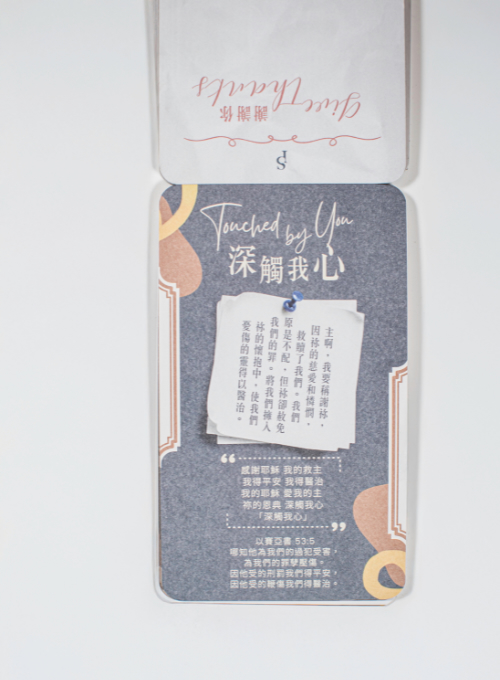 Give Thanks
謝謝你
Touched by You
深觸我心
主啊，我要稱謝祢，
因祢的慈愛和憐憫，
救贖了我們。我們
原是不配，但祢卻赦免
我們的罪。將我們擁入
祢的懷抱中，使我們
憂傷的靈得以醫治。
感謝耶穌 我的救主
我得平安 我得醫治
我的耶穌 愛我的主
祢的恩典 深觸我心
「深觸我心」
以賽亞書 53:5
哪知他為我們的過犯受害，
為我們的罪孽壓傷。
因他受的刑罰我們得平安，
因他受的鞭傷我們得醫治。